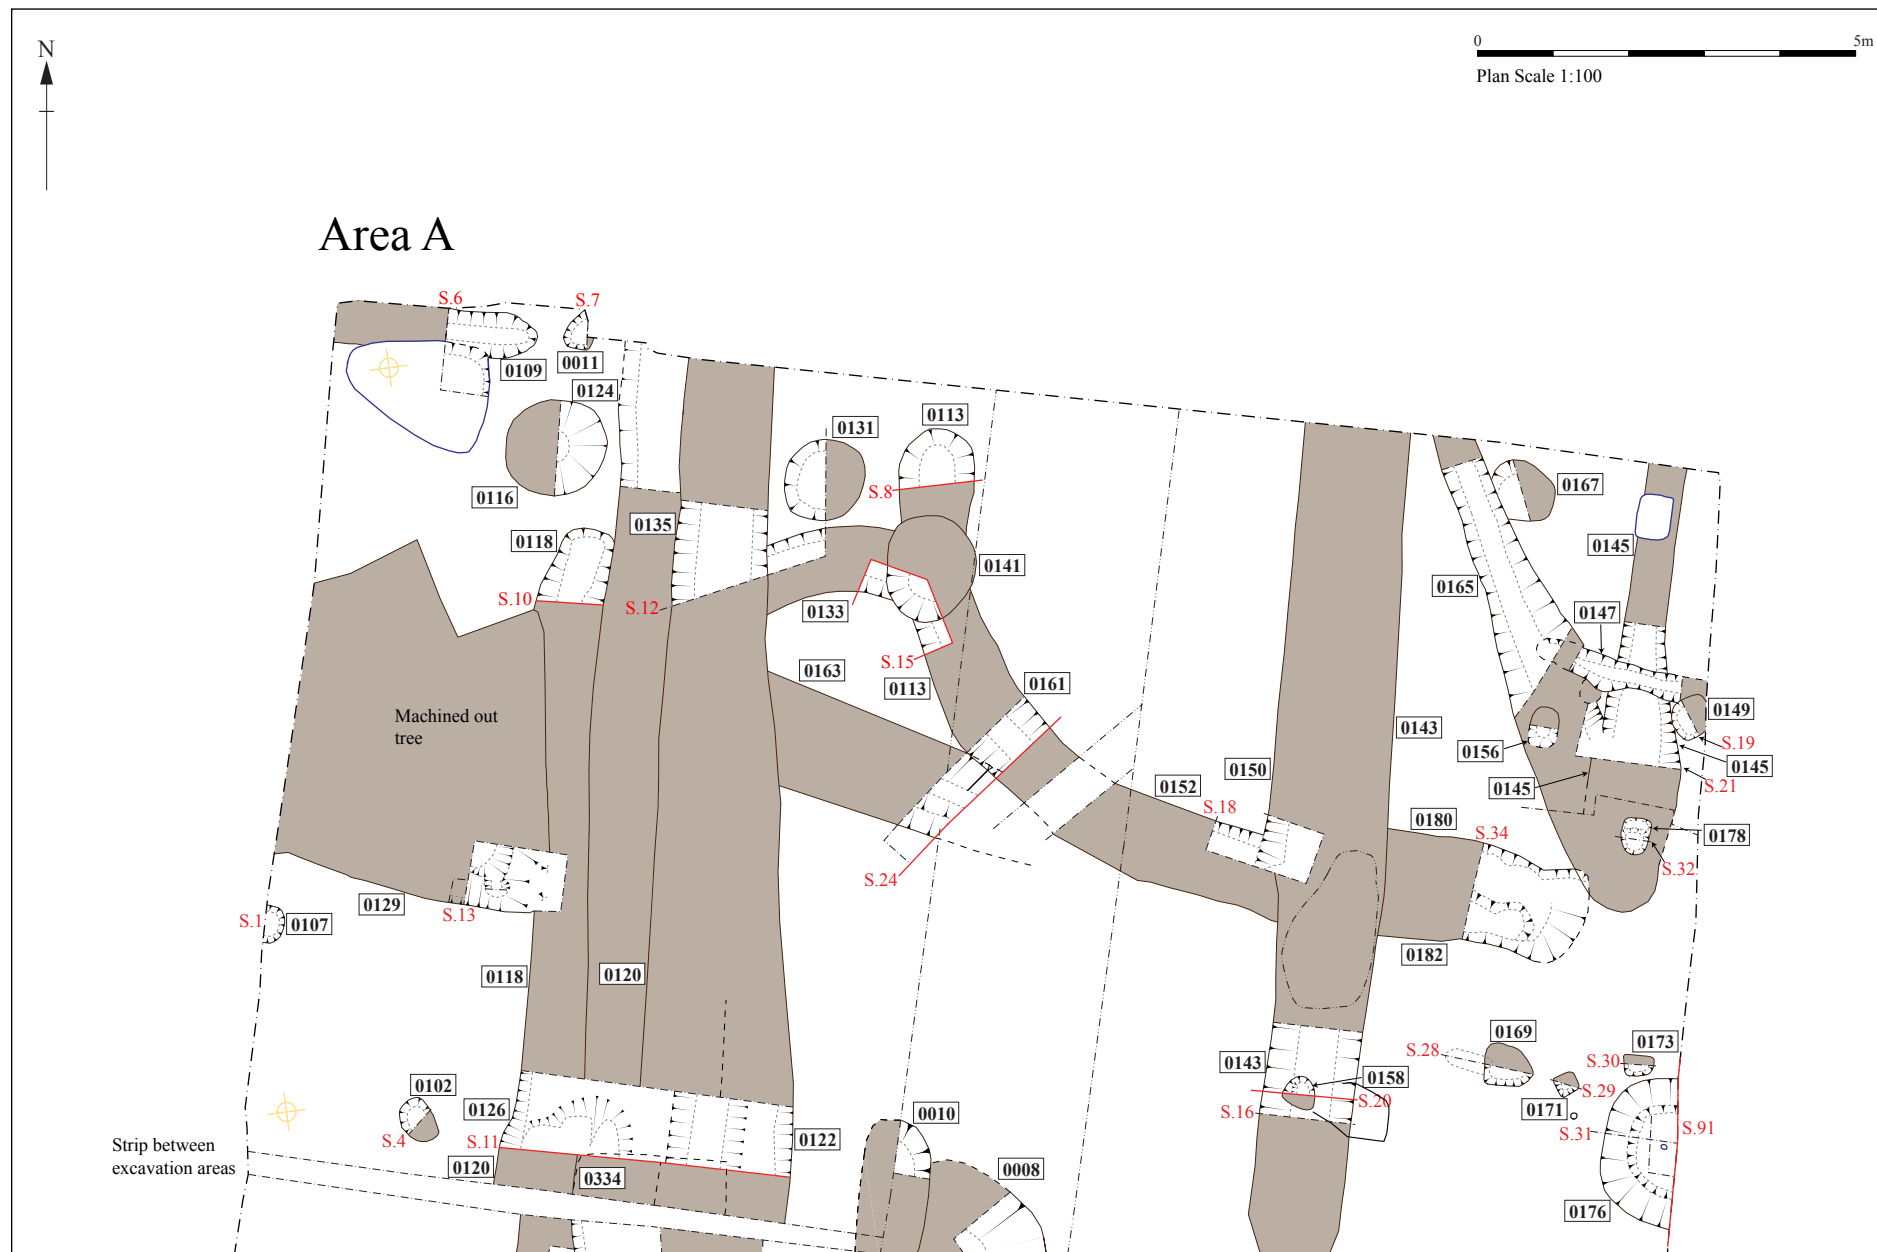 N
0 5m
Plan Scale 1:100
Area A
S.6 S.7
0109 0011
0124
0116
0131 0113
S.8
0135
0118
S.10 S.12
0141
0133
S.15
0113
0163
0161
0167
0145
0165
0147
0149
S.19
0156
0145
S.21
0145
0143
0150
0152
S.18
0180 S.34
0178
S.32
Machined out
tree
S.24
0129 S.13
S.1 0107
0118 0120
0182
0102
S.4
0126
S.11
0120
0334
0122
0010
0008
0143
S.16
0158
S.20
S.28
0169
0173
S.30
S.29
0171
S.31
S.91
0176
Strip between
excavation areas